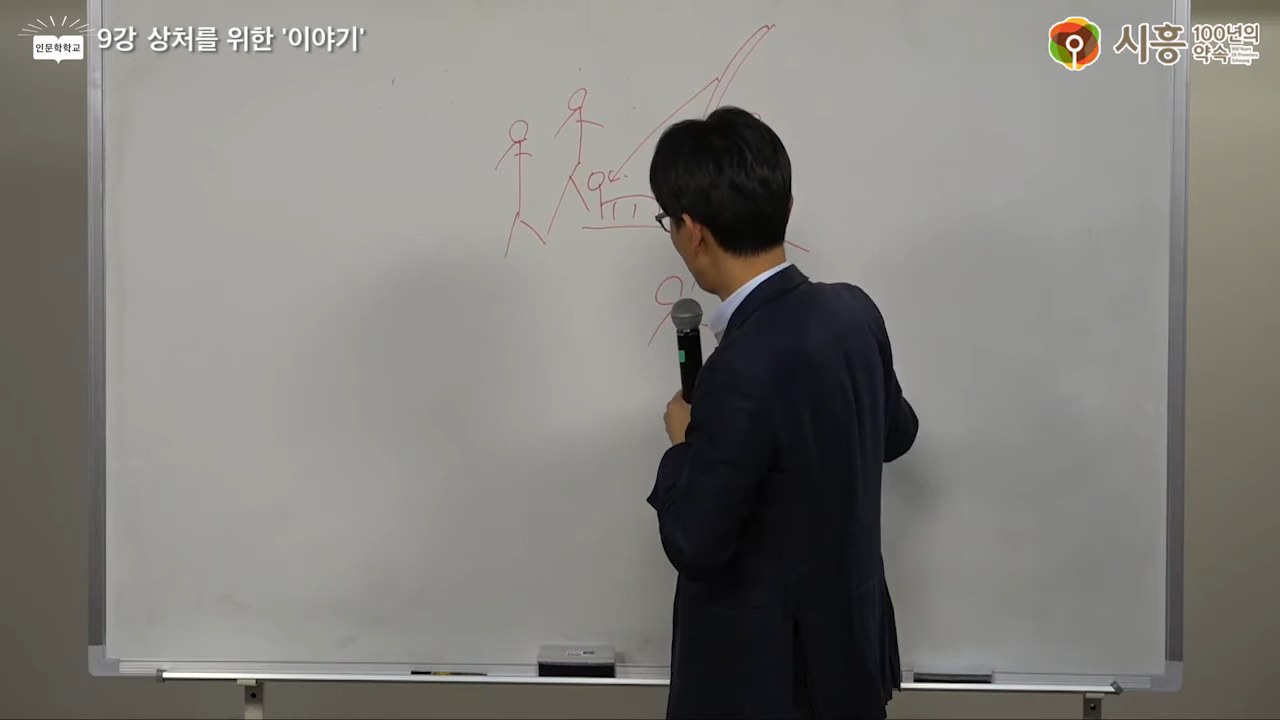 인문학학교
9강 상처를 위한 '이야기'
시흥
100년의
약속